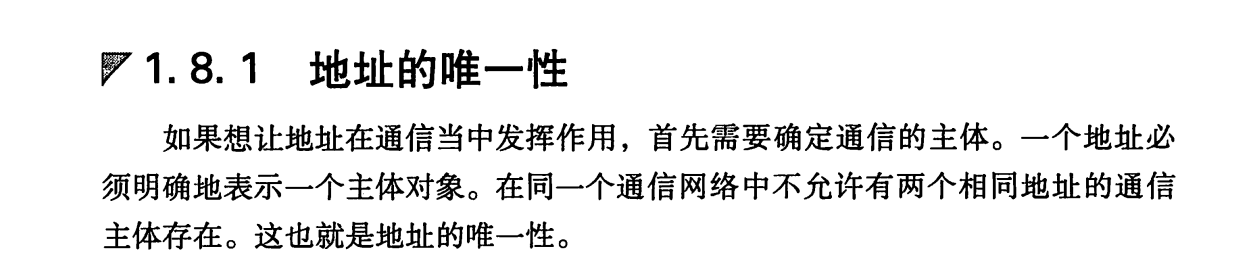 1.8.1 地址的唯一性
如果想让地址在通信当中发挥作用，首先需要确定通信的主体。一个地址必
须明确地表示一个主体对象。在同一个通信网络中不允许有两个相同地址的通信
主体存在。这也就是地址的唯一性。